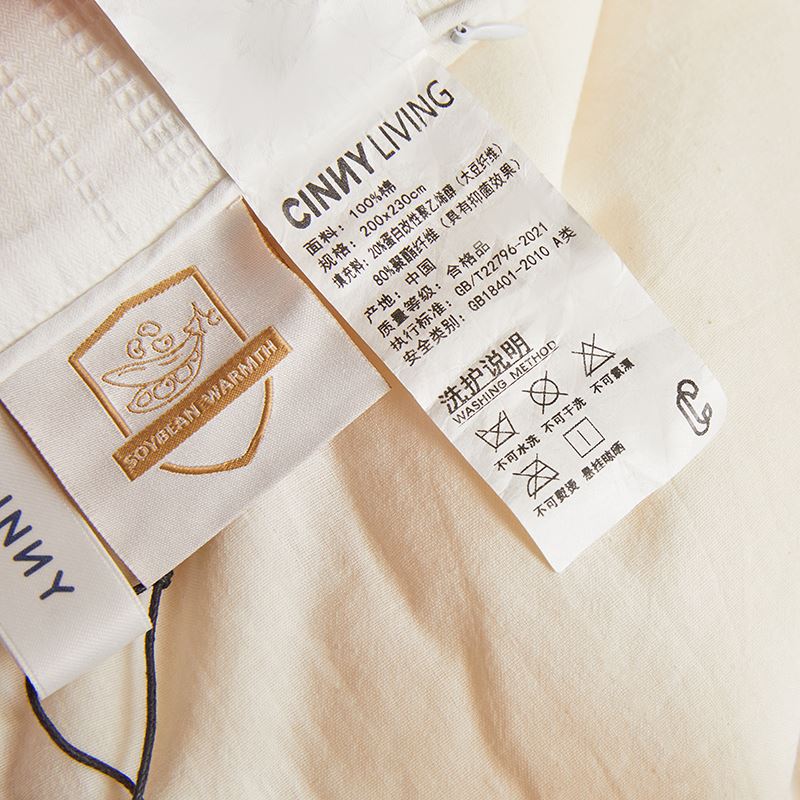 CINNY LIVING
面料：100%棉
规格：200x230cm
填充料：20%蛋白改性聚乙烯醇（大豆纤维）
80%聚酯纤维（具有抑菌效果）
产地：中国
质量等级：合格品
执行标准：GB/T22796-2021
安全类别：GB18401-2010 A类
洗护说明
WASHING METHOD
不可水洗 不可干洗 不可氯漂
不可熨烫 悬挂晾晒
SOYBEAN WARMTH
INNY